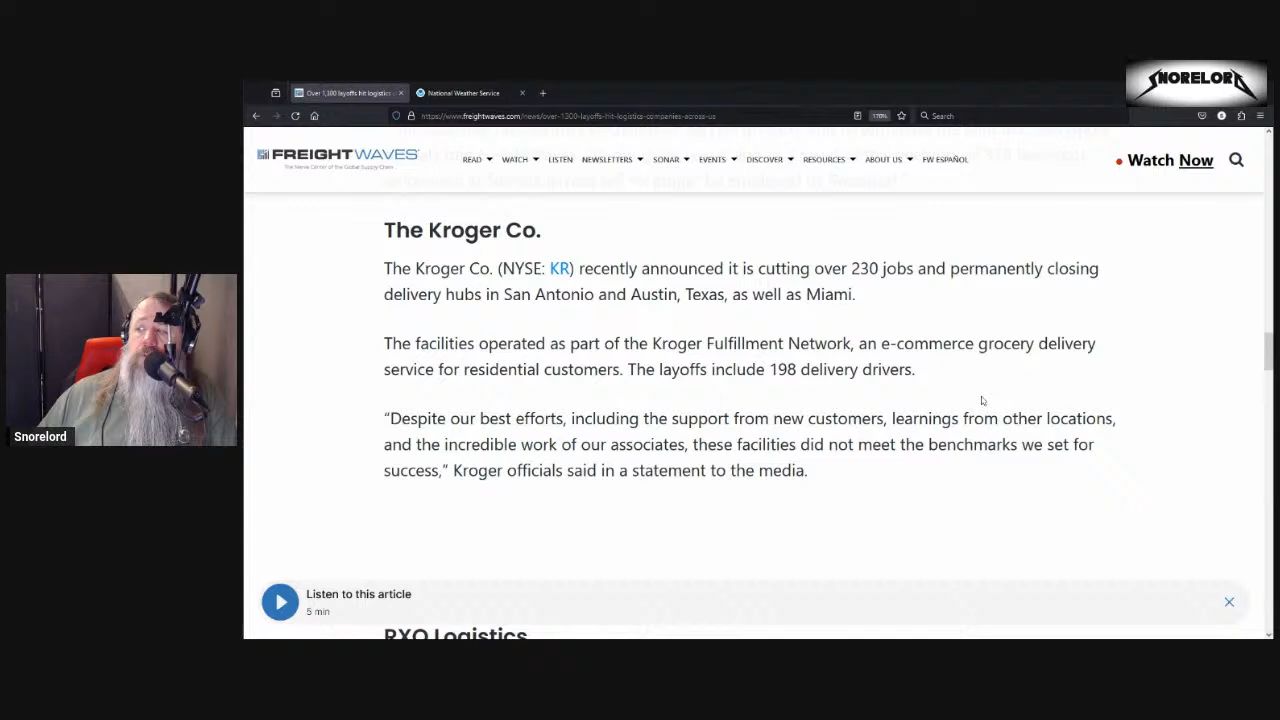 SNORELORD
Over 1,300 layoffs hit logistics
National Weather Service
https://www.freightwaves.com/news/over-1300-layoffs-hit-logistics-companies-across-us
170%
Search
FREIGHTWAVES
The Nerve Center of the Global Supply Chain
READ WATCH LISTEN NEWSLETTERS SONAR EVENTS DISCOVER RESOURCES ABOUT US FW ESPAÑOL
Watch Now
The Kroger Co.
The Kroger Co. (NYSE: KR) recently announced it is cutting over 230 jobs and permanently closing
delivery hubs in San Antonio and Austin, Texas, as well as Miami.
The facilities operated as part of the Kroger Fulfillment Network, an e-commerce grocery delivery
service for residential customers. The layoffs include 198 delivery drivers.
“Despite our best efforts, including the support from new customers, learnings from other locations,
and the incredible work of our associates, these facilities did not meet the benchmarks we set for
success,” Kroger officials said in a statement to the media.
Snorelord
Listen to this article
5 min
RXO Logistics